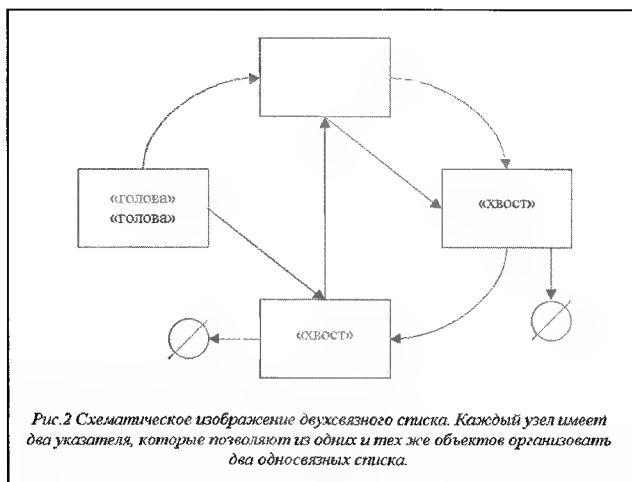 «голова»
«голова»
«хвост»
«хвост»
Рис.2 Схематическое изображение двухсвязного списка. Каждый узел имеет
два указателя, которые позволяют из одних и тех же объектов организовать
два односвязных списка.